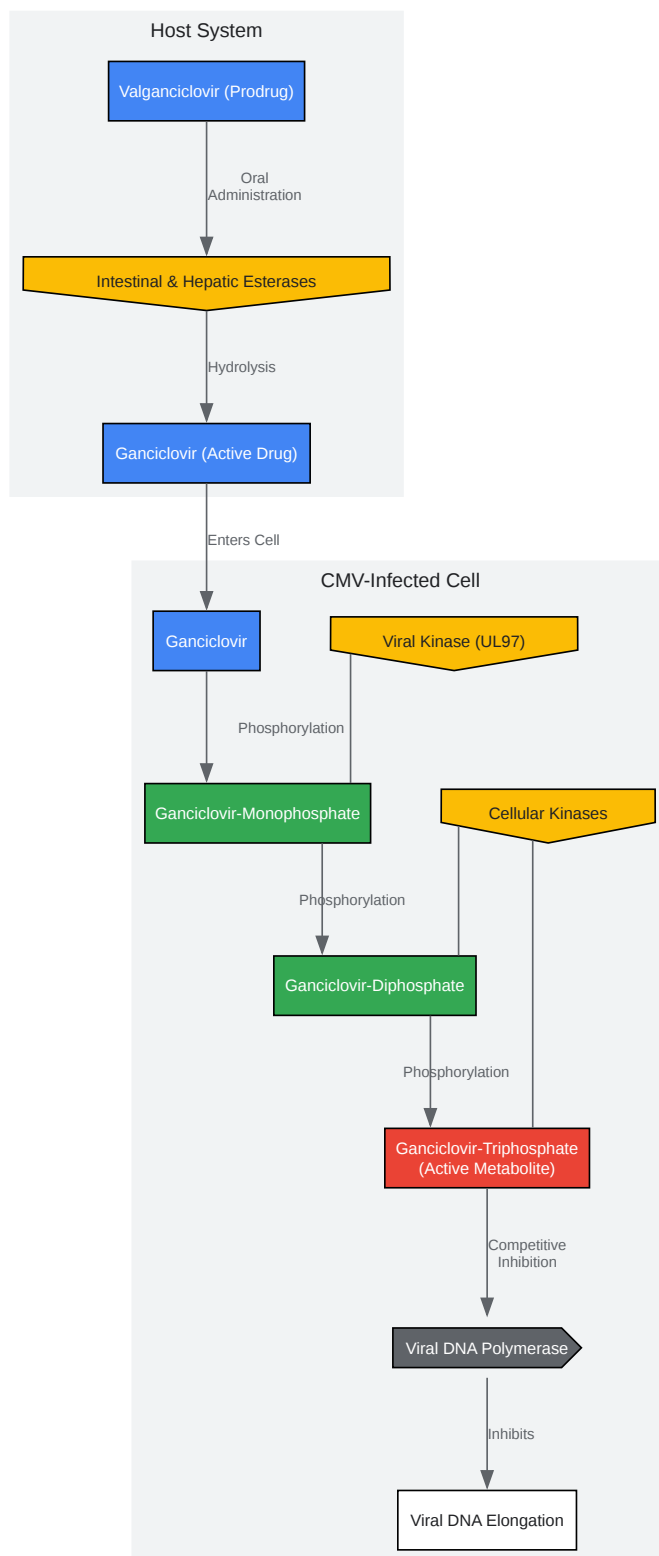 Host System
Valganciclovir (Prodrug)
Oral
Administration
Intestinal & Hepatic Esterases
Hydrolysis
Ganciclovir (Active Drug)
Enters Cell
CMV-Infected Cell
Ganciclovir
Viral Kinase (UL97)
Phosphorylation
Ganciclovir-Monophosphate
Cellular Kinases
Phosphorylation
Ganciclovir-Diphosphate
Phosphorylation
Ganciclovir-Triphosphate
(Active Metabolite)
Competitive
Inhibition
Viral DNA Polymerase
Inhibits
Viral DNA Elongation